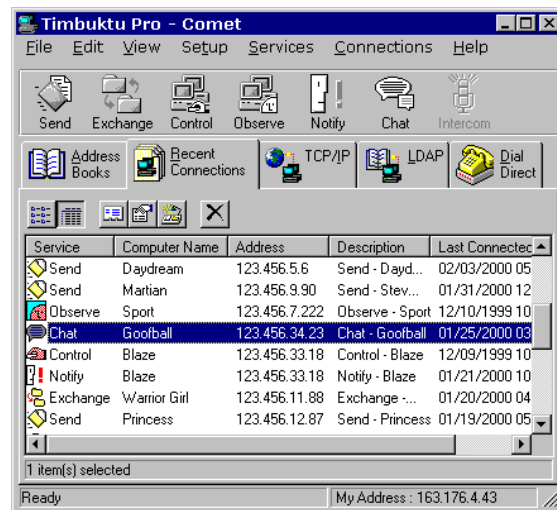 Timbuktu Pro - Comet
File Edit View Setup Services Connections Help
Send Exchange Control Observe Notify Chat Intercom
Address Books Recent Connections TCP/IP LDAP Dial Direct
Service Computer Name Address Description Last Connected
Send Daydream 123.456.5.6 Send - Dayd... 02/03/2000 05
Send Martian 123.456.9.90 Send - Stev... 01/31/2000 12
Observe Sport 123.456.7.222 Observe - Sport 12/10/1999 10
Chat Goofball 123.456.34.23 Chat - Goofball 01/25/2000 03
Control Blaze 123.456.33.18 Control - Blaze 12/09/1999 10
Notify Blaze 123.456.33.18 Notify - Blaze 01/21/2000 10
Exchange Warrior Girl 123.456.11.88 Exchange -... 01/20/2000 04
Send Princess 123.456.12.87 Send - Princess 01/19/2000 05
1 item(s) selected
Ready My Address : 163.176.4.43